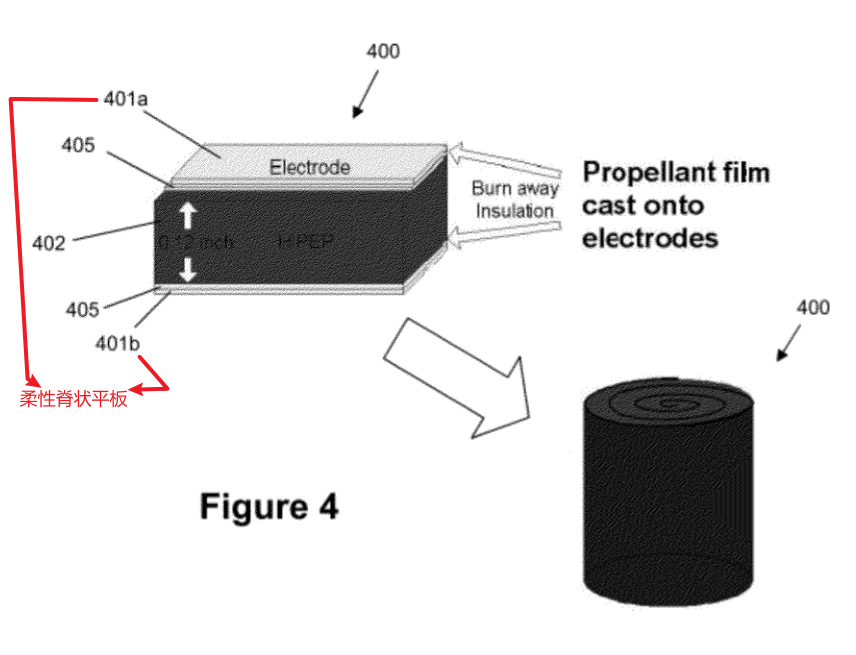 400
401a
405
Electrode
Burn away
Insulation
Propellant film
cast onto
electrodes
402
0.12 inch
405
401b
400
柔性脊状平板
Figure 4